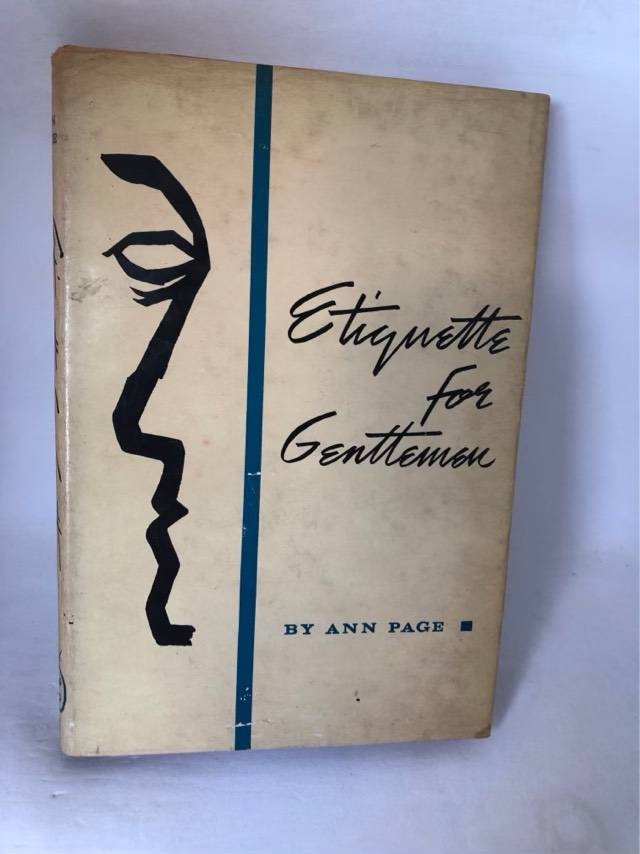 Etiquette
for
Gentlemen
BY ANN PAGE